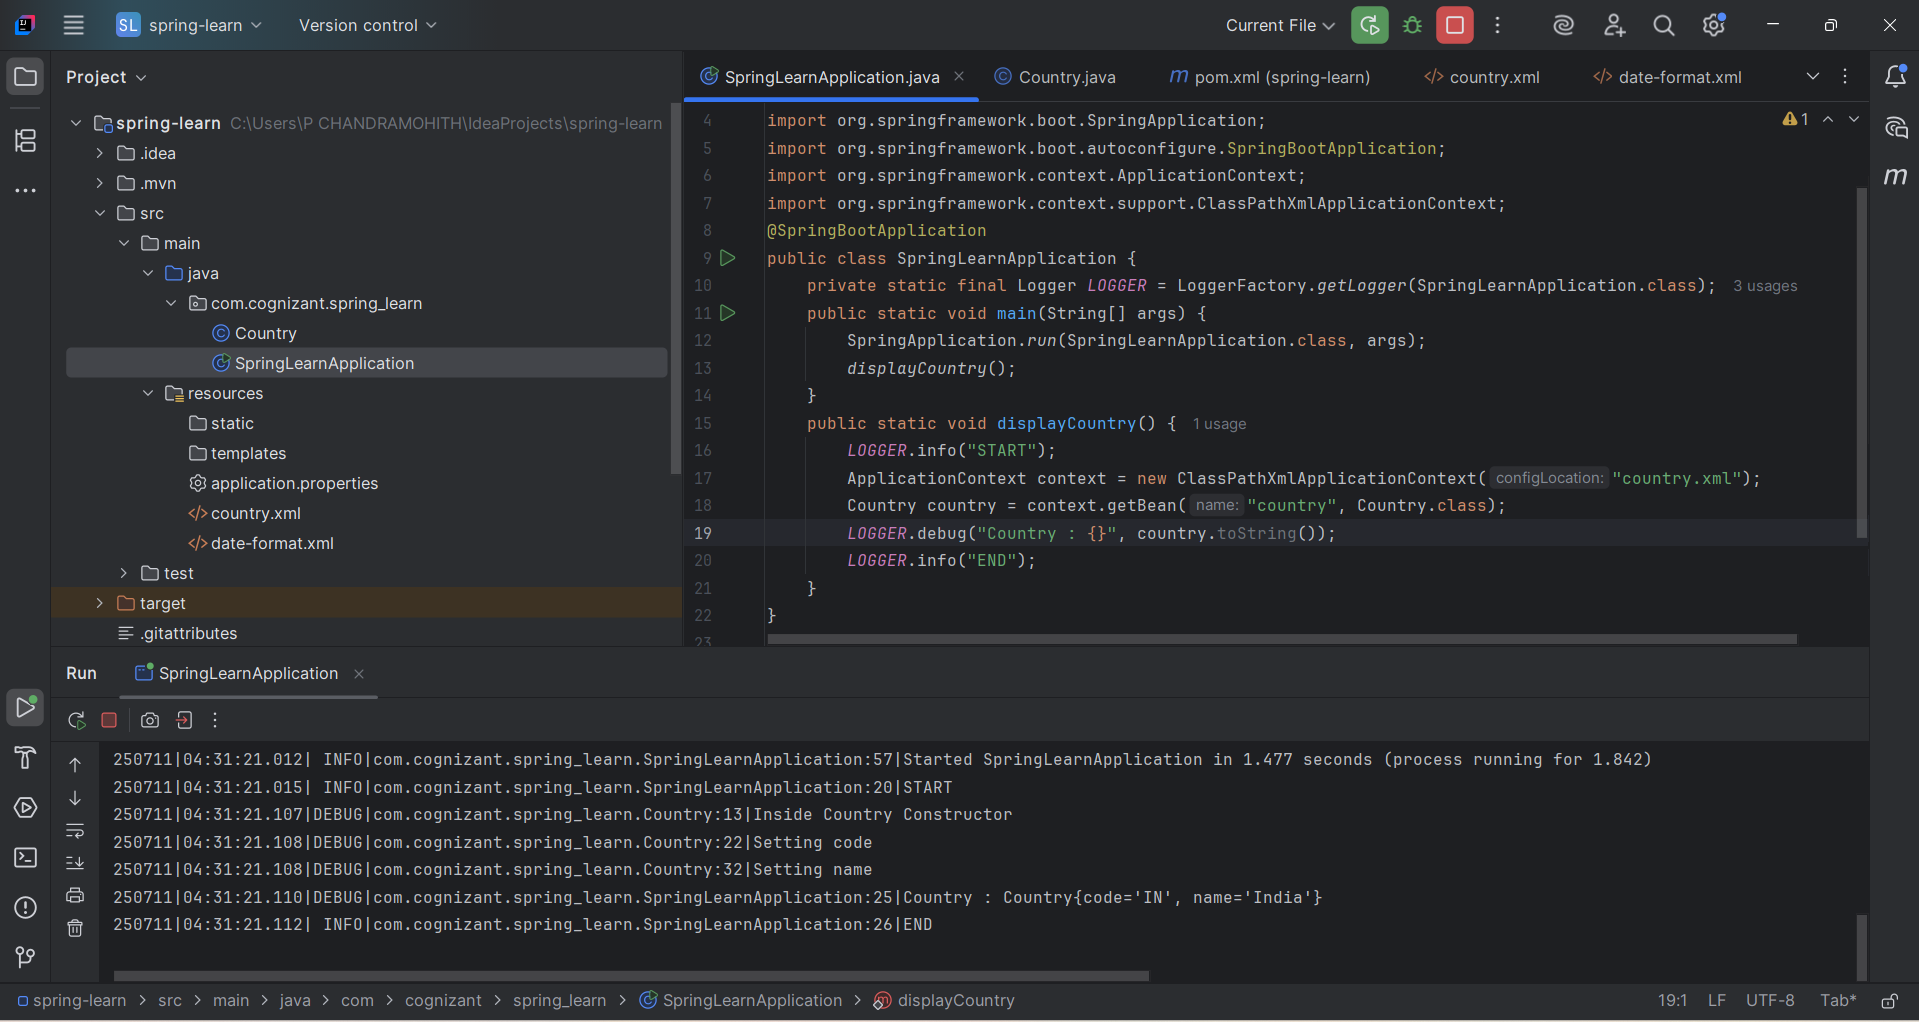 SL spring-learn Version control Current File
Project
SpringLearnApplication.java Country.java pom.xml (spring-learn) country.xml date-format.xml
spring-learn C:\Users\P CHANDRAMOHITH\IdeaProjects\spring-learn
.idea
.mvn
src
main
java
com.cognizant.spring_learn
Country
SpringLearnApplication
resources
static
templates
application.properties
country.xml
date-format.xml
test
target
.gitattributes
1
4 import org.springframework.boot.SpringApplication;
5 import org.springframework.boot.autoconfigure.SpringBootApplication;
6 import org.springframework.context.ApplicationContext;
7 import org.springframework.context.support.ClassPathXmlApplicationContext;
8 @SpringBootApplication
9 public class SpringLearnApplication {
10 private static final Logger LOGGER = LoggerFactory.getLogger(SpringLearnApplication.class); 3 usages
11 public static void main(String[] args) {
12 SpringApplication.run(SpringLearnApplication.class, args);
13 displayCountry();
14 }
15 public static void displayCountry() { 1 usage
16 LOGGER.info("START");
17 ApplicationContext context = new ClassPathXmlApplicationContext( configLocation: "country.xml");
18 Country country = context.getBean( name: "country", Country.class);
19 LOGGER.debug("Country : {}", country.toString());
20 LOGGER.info("END");
21 }
22 }
23
Run SpringLearnApplication
250711|04:31:21.012| INFO|com.cognizant.spring_learn.SpringLearnApplication:57|Started SpringLearnApplication in 1.477 seconds (process running for 1.842)
250711|04:31:21.015| INFO|com.cognizant.spring_learn.SpringLearnApplication:20|START
250711|04:31:21.107|DEBUG|com.cognizant.spring_learn.Country:13|Inside Country Constructor
250711|04:31:21.108|DEBUG|com.cognizant.spring_learn.Country:22|Setting code
250711|04:31:21.108|DEBUG|com.cognizant.spring_learn.Country:32|Setting name
250711|04:31:21.110|DEBUG|com.cognizant.spring_learn.SpringLearnApplication:25|Country : Country{code='IN', name='India'}
250711|04:31:21.112| INFO|com.cognizant.spring_learn.SpringLearnApplication:26|END
spring-learn > src > main > java > com > cognizant > spring_learn > SpringLearnApplication > displayCountry 19:1 LF UTF-8 Tab*